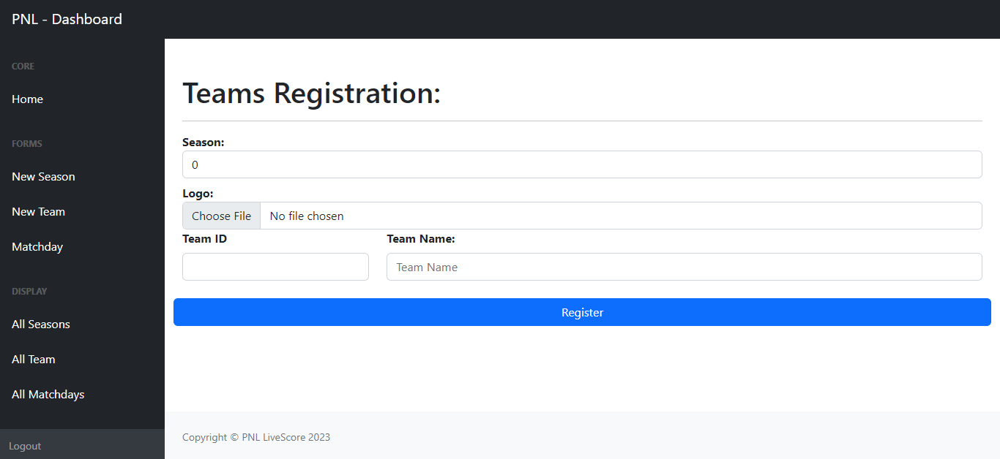 PNL - Dashboard
CORE
Home
FORMS
New Season
New Team
Matchday
DISPLAY
All Seasons
All Team
All Matchdays
Logout
Teams Registration:
Season:
0
Logo:
Choose File No file chosen
Team ID Team Name:
Team Name
Register
Copyright © PNL LiveScore 2023